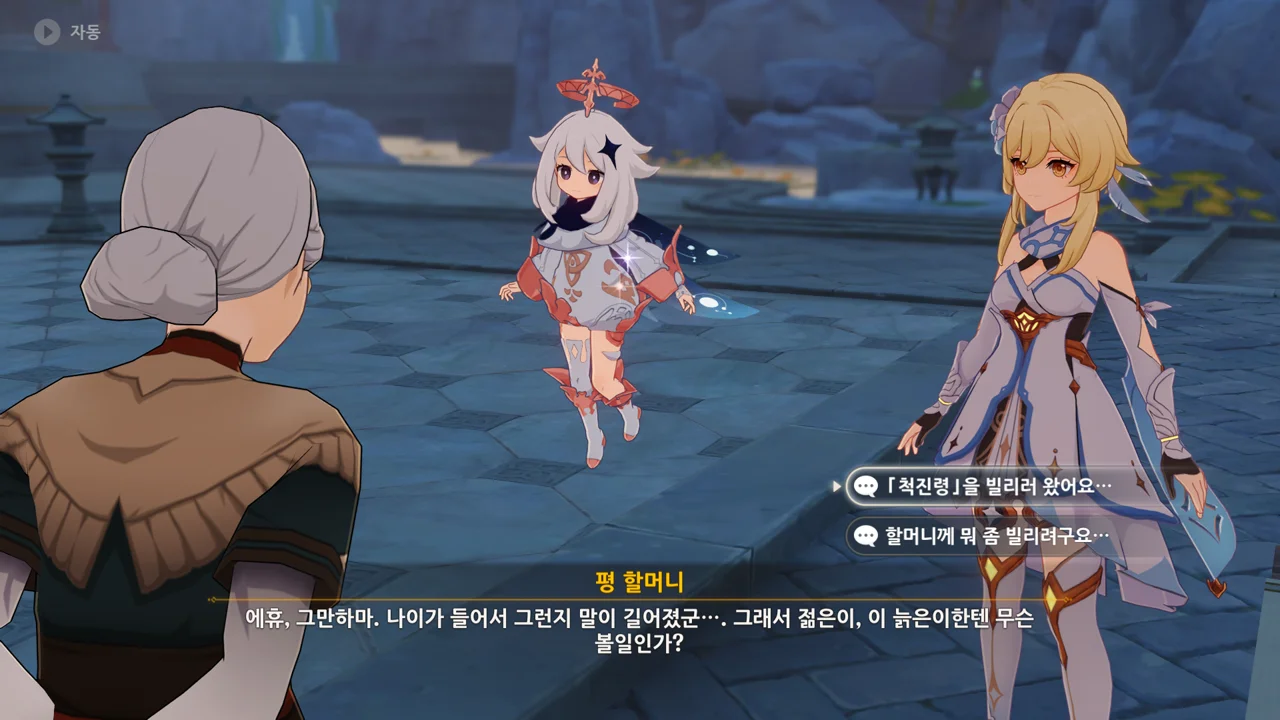 자동
「척진령」을 빌리러 왔어요…
할머니께 뭐 좀 빌리려구요…
평 할머니
에휴, 그만하마. 나이가 들어서 그런지 말이 길어졌군…. 그래서 젊은이, 이 늙은이한텐 무슨
볼일인가?